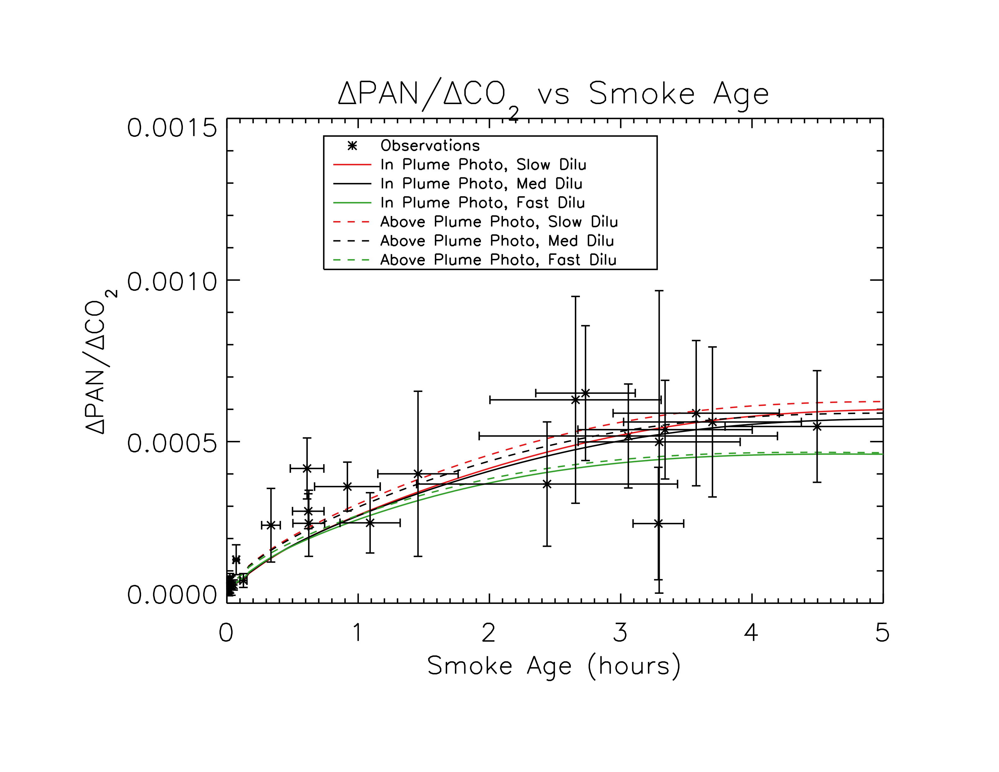 ΔPAN/ΔCO₂ vs Smoke Age
0.0015
Observations
In Plume Photo, Slow Dilu
In Plume Photo, Med Dilu
In Plume Photo, Fast Dilu
Above Plume Photo, Slow Dilu
Above Plume Photo, Med Dilu
Above Plume Photo, Fast Dilu
0.0010
ΔPAN/ΔCO₂
0.0005
0.0000
0 1 2 3 4 5
Smoke Age (hours)